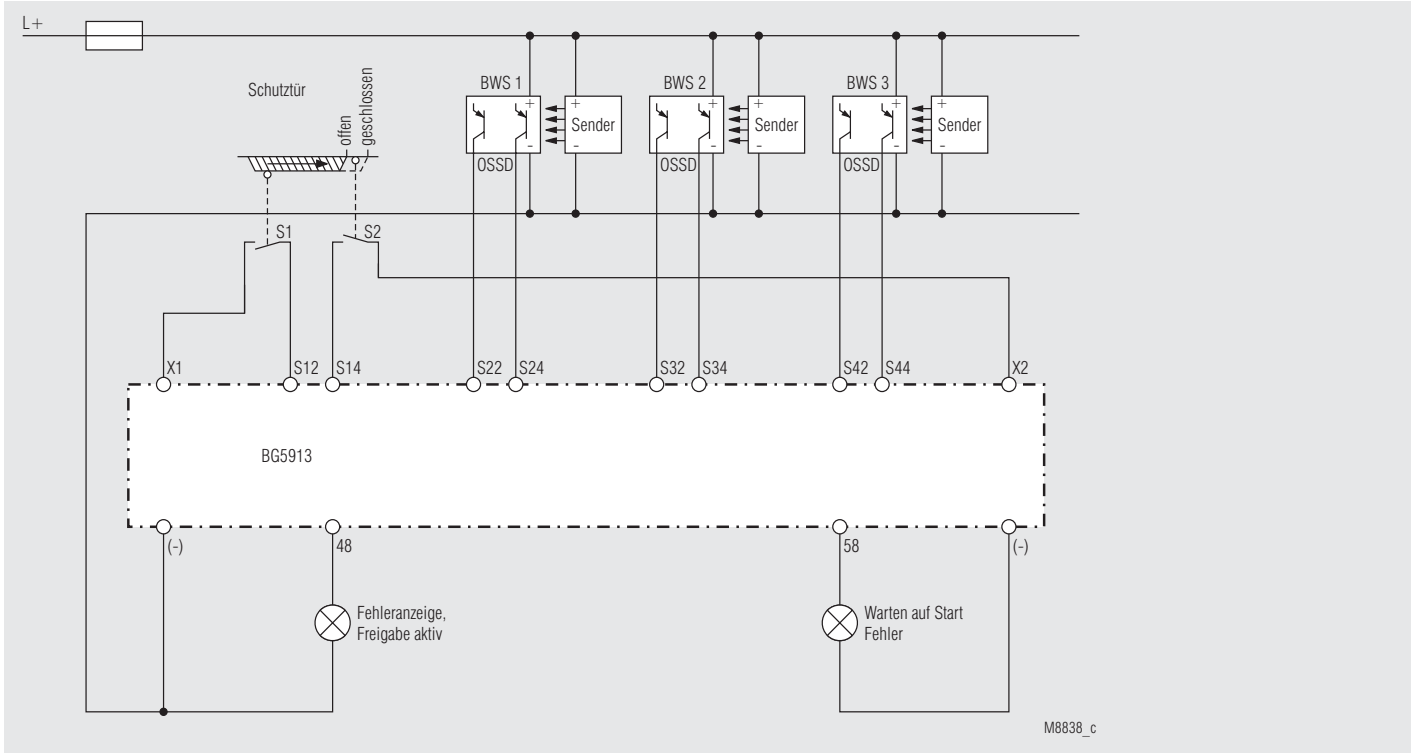 L+
Schutztür
offen
geschlossen
BWS 1
BWS 2
BWS 3
+
+
Sender
-
-
OSSD
+
+
Sender
-
-
OSSD
+
+
Sender
-
-
OSSD
S1
S2
X1
S12
S14
S22
S24
S32
S34
S42
S44
X2
BG5913
(-)
48
58
(-)
Fehleranzeige,
Freigabe aktiv
Warten auf Start
Fehler
M8838_c